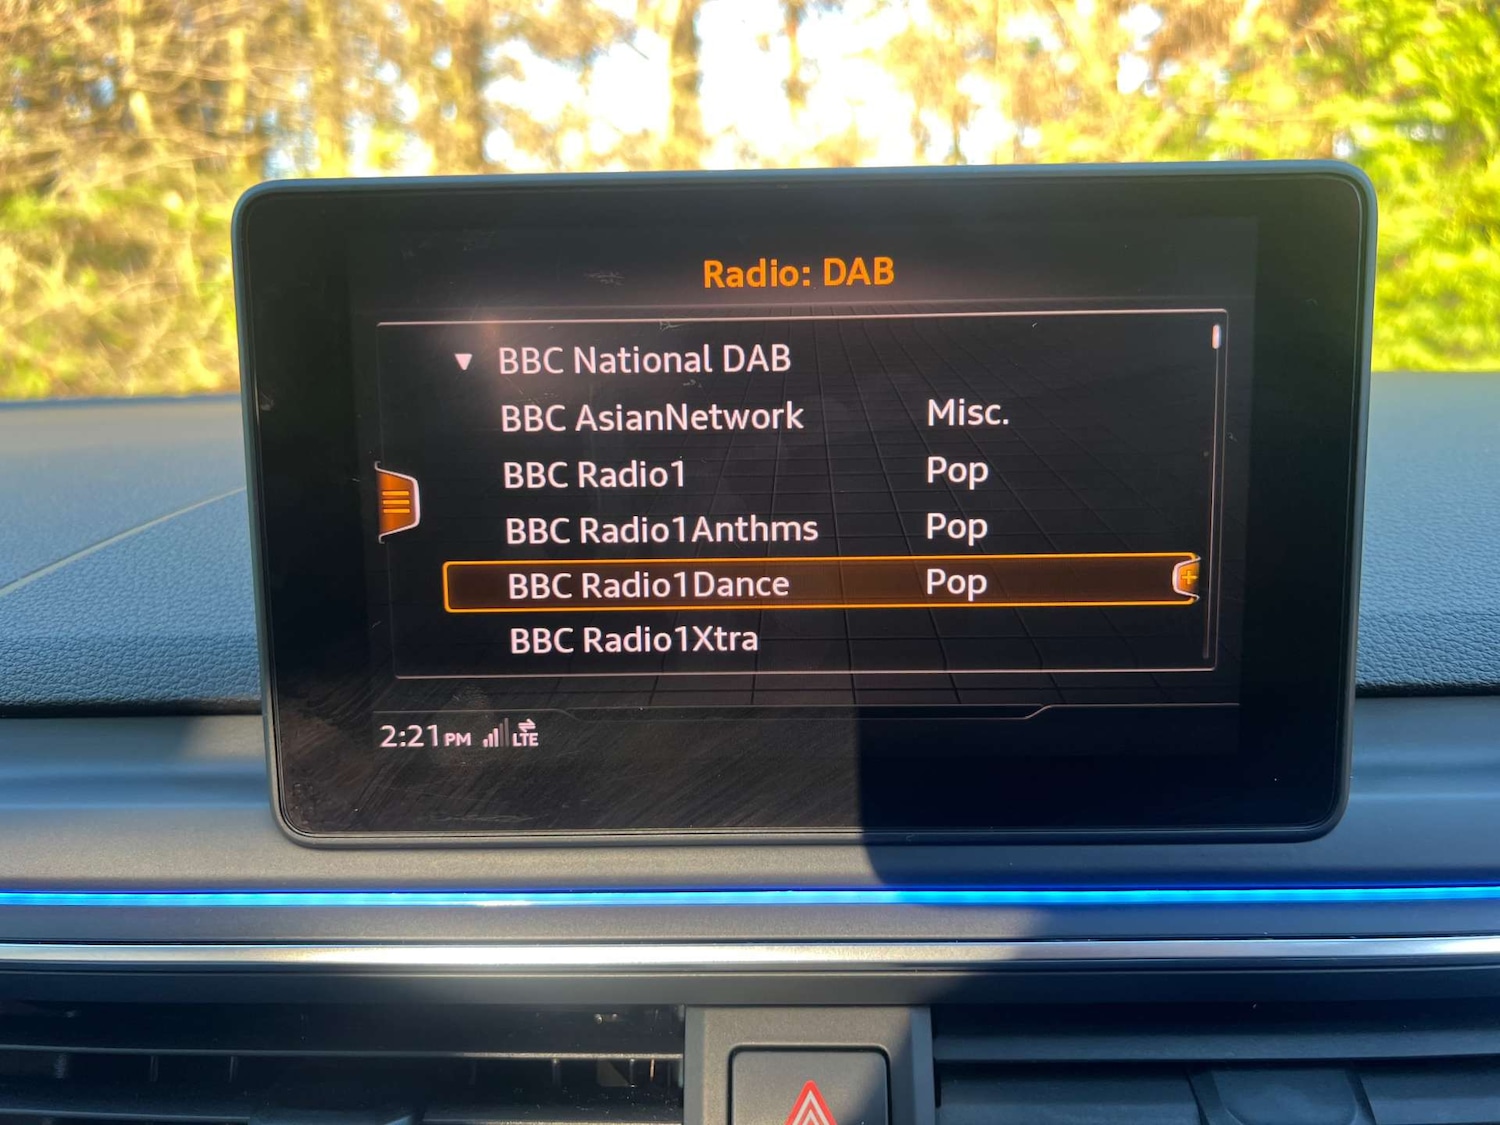 Radio: DAB
BBC National DAB
BBC AsianNetwork Misc.
BBC Radio1 Pop
BBC Radio1Anthms Pop
BBC Radio1Dance Pop
BBC Radio1Xtra
2:21 PM LTE